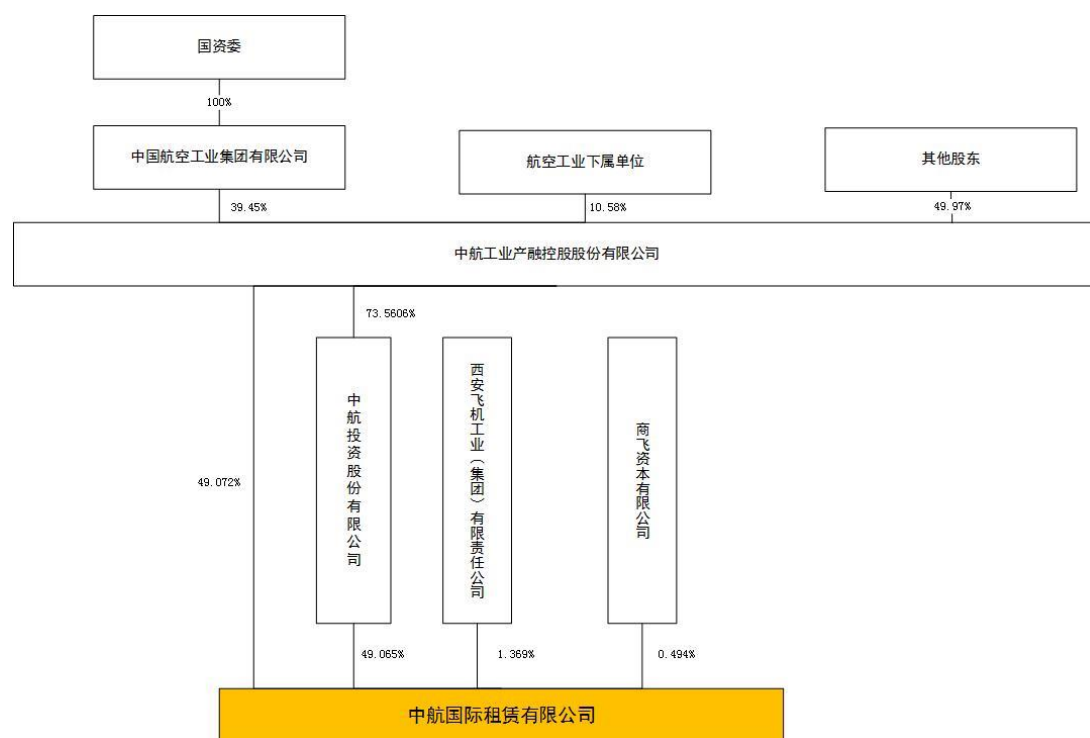 国资委
100%
中国航空工业集团有限公司
航空工业下属单位
其他股东
39.45%
10.58%
49.97%
中航工业产融控股股份有限公司
73.5606%
中航投资股份有限公司
西安飞机工业（集团）有限责任公司
商飞资本有限公司
49.072%
49.065%
1.369%
0.494%
中航国际租赁有限公司